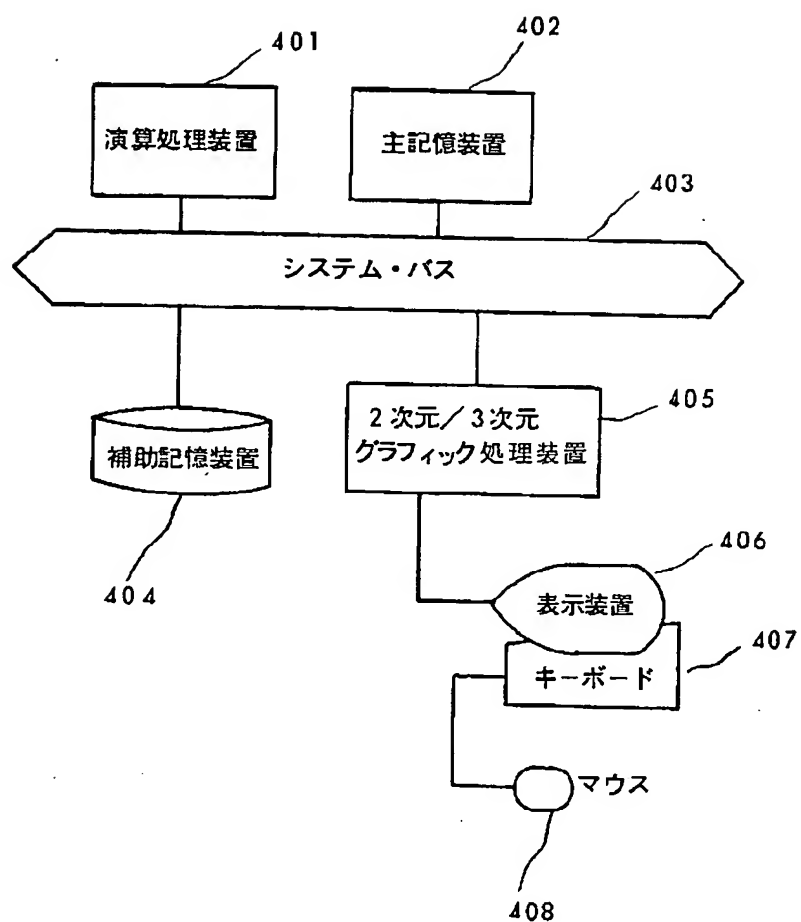 401
402
演算処理装置
主記憶装置
403
システム・バス
405
2次元／3次元
グラフィック処理装置
補助記憶装置
404
406
表示装置
407
キーボード
マウス
408